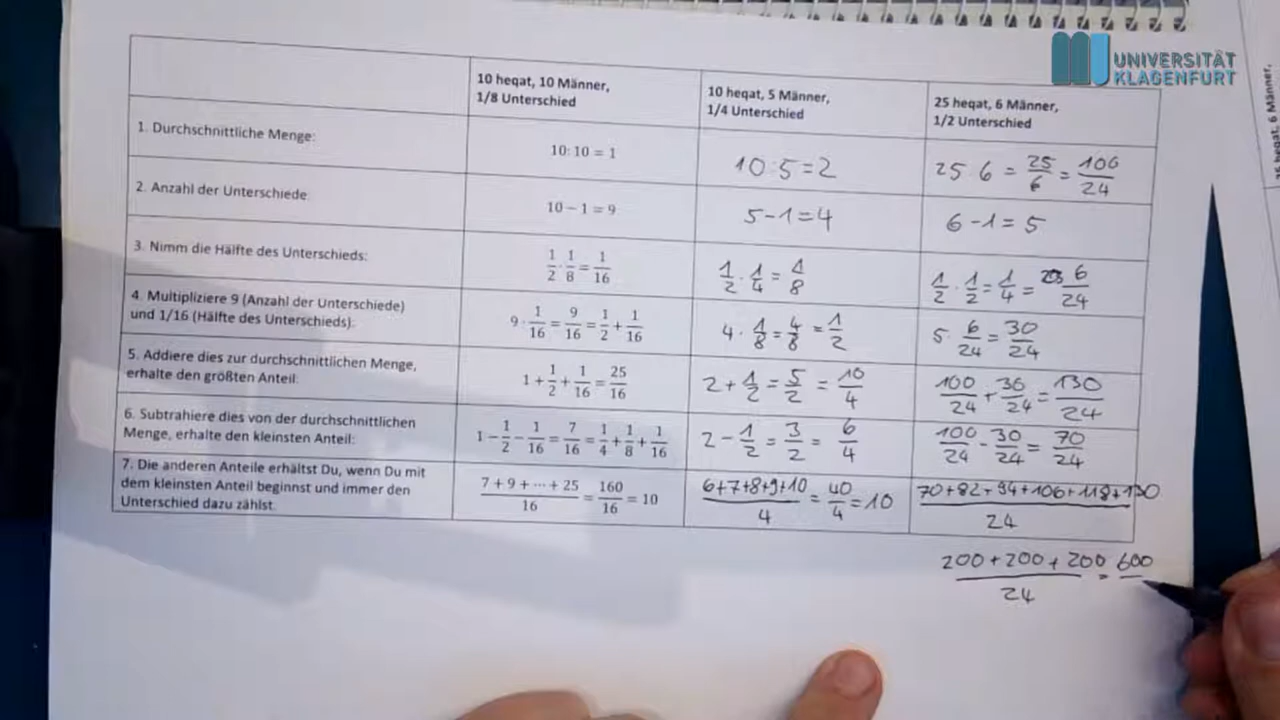 UNIVERSITÄT
KLAGENFURT
10 heqat, 10 Männer,
1/8 Unterschied
10 heqat, 5 Männer,
1/4 Unterschied
25 heqat, 6 Männer,
1/2 Unterschied
1. Durchschnittliche Menge:
10:10 = 1
10:5=2
25:6 = 25/6 = 100/24
2. Anzahl der Unterschiede:
10 − 1 = 9
5-1=4
6-1=5
3. Nimm die Hälfte des Unterschieds:
1/2 · 1/8 = 1/16
1/2 · 1/4 = 1/8
1/2 · 1/2 = 1/4 = 6/24
4. Multipliziere 9 (Anzahl der Unterschiede)
und 1/16 (Hälfte des Unterschieds):
9 · 1/16 = 9/16 = 1/2 + 1/16
4 · 1/8 = 4/8 = 1/2
5 · 6/24 = 30/24
5. Addiere dies zur durchschnittlichen Menge,
erhalte den größten Anteil:
1 + 1/2 + 1/16 = 25/16
2 + 1/2 = 5/2 = 10/4
100/24 + 30/24 = 130/24
6. Subtrahiere dies von der durchschnittlichen
Menge, erhalte den kleinsten Anteil:
1 − 1/2 − 1/16 = 7/16 = 1/4 + 1/8 + 1/16
2 - 1/2 = 3/2 = 6/4
100/24 - 30/24 = 70/24
7. Die anderen Anteile erhältst Du, wenn Du mit
dem kleinsten Anteil beginnst und immer den
Unterschied dazu zählst.
7 + 9 + ⋯ + 25 / 16 = 160/16 = 10
6+7+8+9+10 / 4 = 40/4 = 10
70+82+94+106+118+130 / 24
200+200+200 / 24 = 600